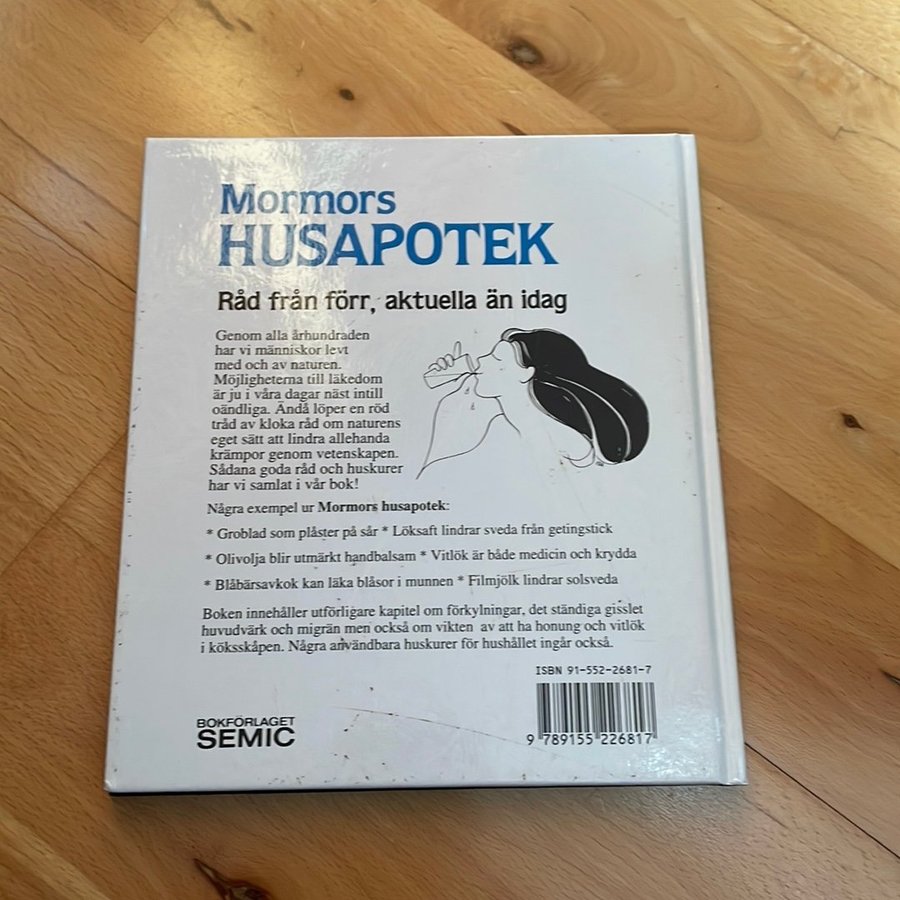 Mormors
HUSAPOTEK
Råd från förr, aktuella än idag
Genom alla århundraden
har vi människor levt
med och av naturen.
Möjligheterna till läkedom
är ju i våra dagar näst intill
oändliga. Ändå löper en röd
tråd av kloka råd om naturens
eget sätt att lindra allehanda
krämpor genom vetenskapen.
Sådana goda råd och huskurer
har vi samlat i vår bok!
Några exempel ur Mormors husapotek:
* Groblad som plåster på sår * Löksaft lindrar sveda från getingstick
* Olivolja blir utmärkt handbalsam * Vitlök är både medicin och krydda
* Blåbärsavkok kan läka blåsor i munnen * Filmjölk lindrar solsveda
Boken innehåller utförligare kapitel om förkylningar, det ständiga gisslet
huvudvärk och migrän men också om vikten av att ha honung och vitlök
i köksskåpen. Några användbara huskurer för hushållet ingår också.
ISBN 91-552-2681-7
9 789155 226817
BOKFÖRLAGET
SEMIC